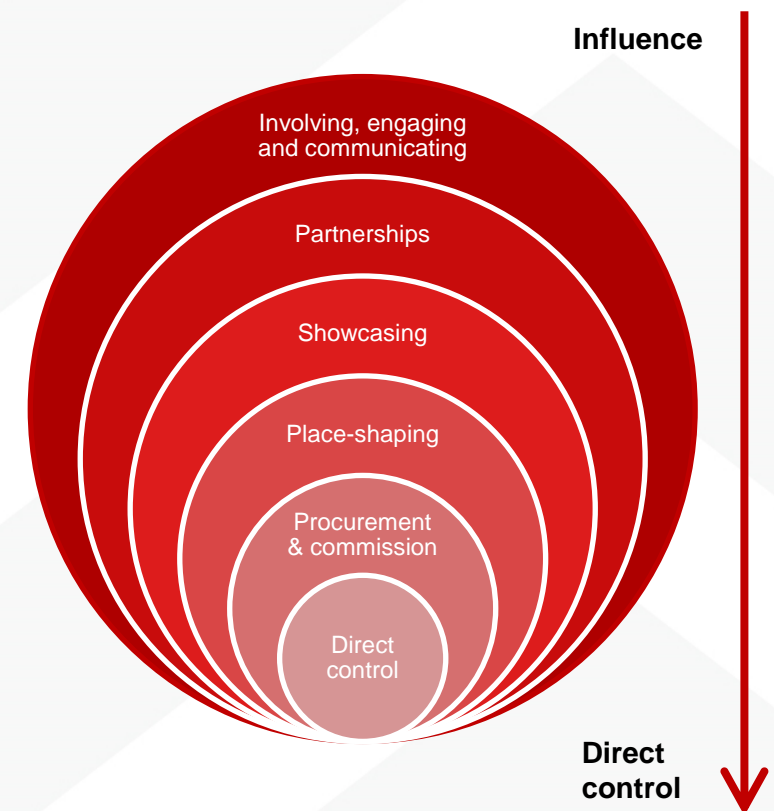 Influence
Involving, engaging
and communicating
Partnerships
Showcasing
Place-shaping
Procurement
& commission
Direct
control
Direct
control